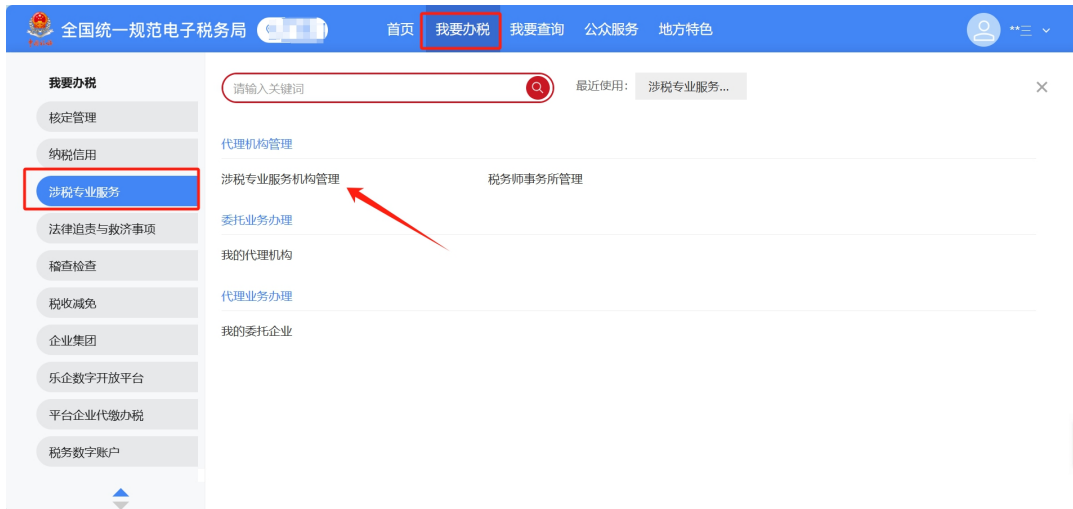 全国统一规范电子税务局 首页 我要办税 我要查询 公众服务 地方特色 **三
我要办税
请输入关键词 最近使用: 涉税专业服务...
核定管理
代理机构管理
纳税信用
涉税专业服务机构管理 税务师事务所管理
涉税专业服务
委托业务办理
法律追责与救济事项
我的代理机构
稽查检查
代理业务办理
税收减免
我的委托企业
企业集团
乐企数字开放平台
平台企业代缴办税
税务数字账户